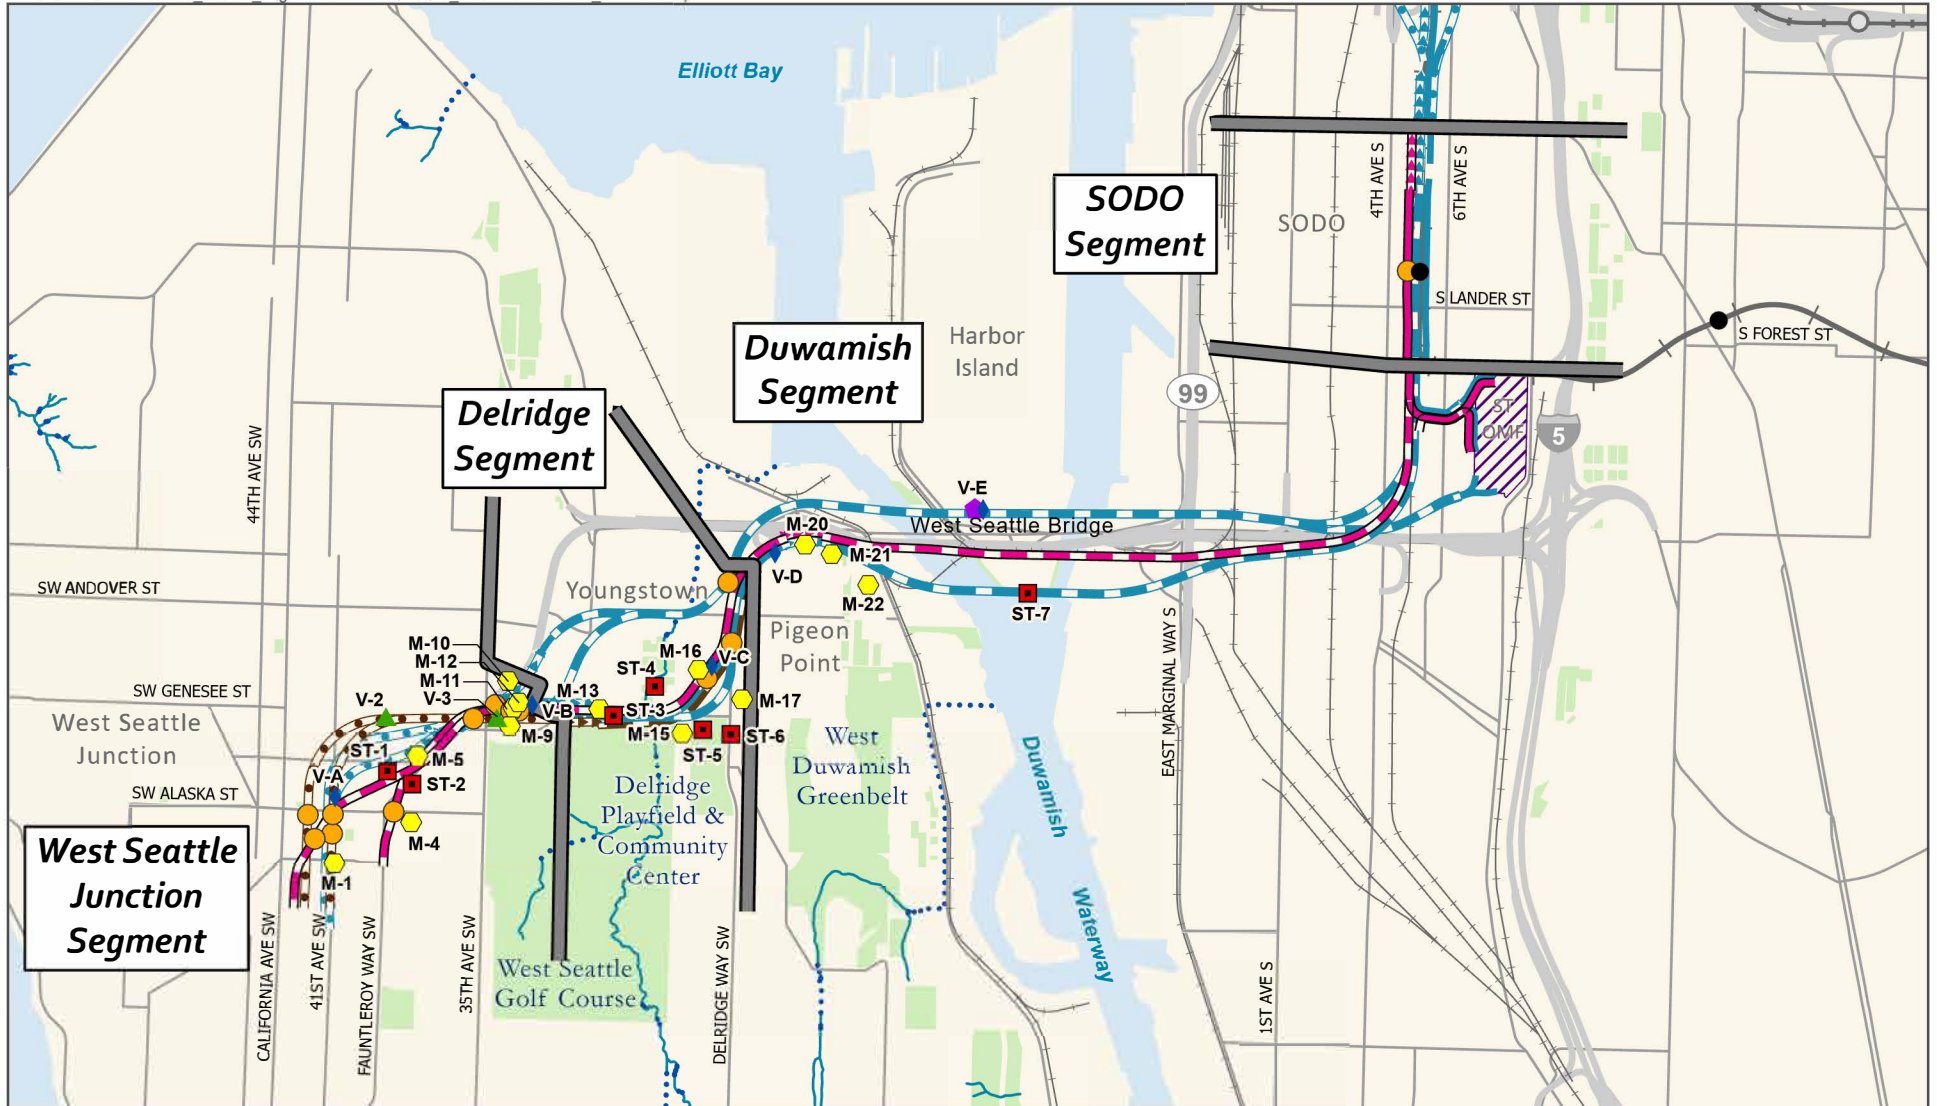 Elliott Bay
SODO
Segment
4TH AVE S
6TH AVE S
SODO
S LANDER ST
S FOREST ST
Duwamish
Segment
Harbor
Island
99
Delridge
Segment
ST
OMF
5
44TH AVE SW
V-E
West Seattle Bridge
M-20
M-21
V-D
M-22
ST-7
SW ANDOVER ST
Youngstown
Pigeon
Point
M-10
M-12
M-11
V-3
M-16
V-C
ST-4
SW GENESEE ST
V-2
M-13
V-B
ST-3
M-17
West Seattle
Junction
M-9
M-15
ST-5
ST-6
ST-1
M-5
V-A
ST-2
SW ALASKA ST
M-4
M-1
West
Duwamish
Greenbelt
Delridge
Playfield &
Community
Center
Duwamish
Waterway
EAST MARGINAL WAY S
West Seattle
Junction
Segment
West Seattle
Golf Course
CALIFORNIA AVE SW
41ST AVE SW
FAUNTLEROY WAY SW
35TH AVE SW
DELRIDGE WAY SW
1ST AVE S